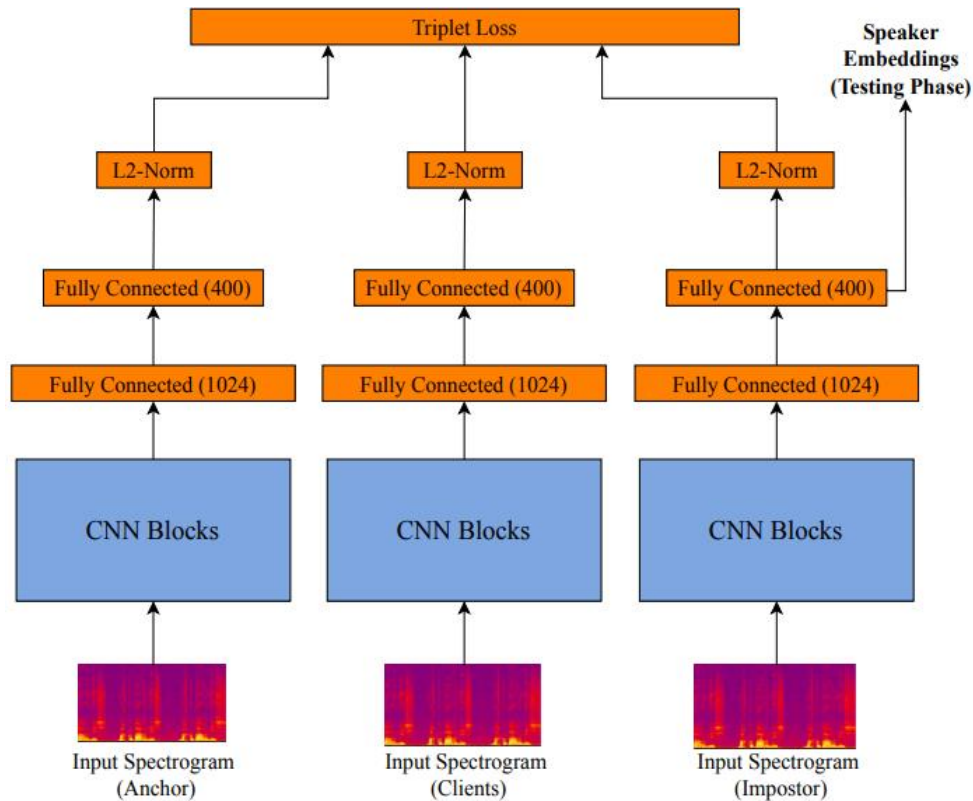 Triplet Loss
Speaker
Embeddings
(Testing Phase)
L2-Norm
L2-Norm
L2-Norm
Fully Connected (400)
Fully Connected (400)
Fully Connected (400)
Fully Connected (1024)
Fully Connected (1024)
Fully Connected (1024)
CNN Blocks
CNN Blocks
CNN Blocks
Input Spectrogram
(Anchor)
Input Spectrogram
(Clients)
Input Spectrogram
(Impostor)